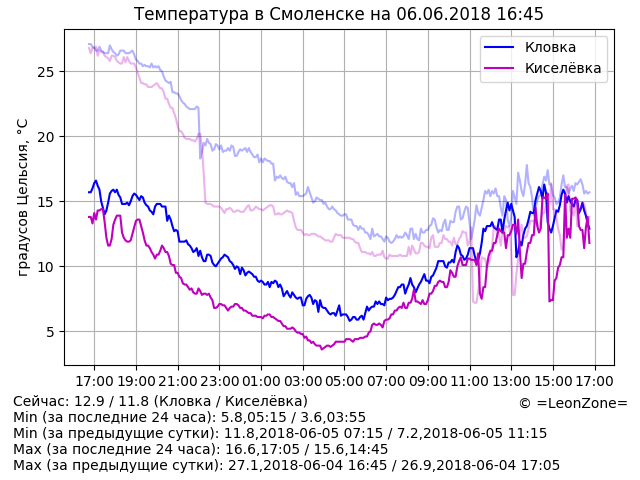 Температура в Смоленске на 06.06.2018 16:45
Кловка
Киселёвка
градусов Цельсия, °C
25
20
15
10
5
17:00 19:00 21:00 23:00 01:00 03:00 05:00 07:00 09:00 11:00 13:00 15:00 17:00
Сейчас: 12.9 / 11.8 (Кловка / Киселёвка)
© =LeonZone=
Min (за последние 24 часа): 5.8,05:15 / 3.6,03:55
Min (за предыдущие сутки): 11.8,2018-06-05 07:15 / 7.2,2018-06-05 11:15
Max (за последние 24 часа): 16.6,17:05 / 15.6,14:45
Max (за предыдущие сутки): 27.1,2018-06-04 16:45 / 26.9,2018-06-04 17:05